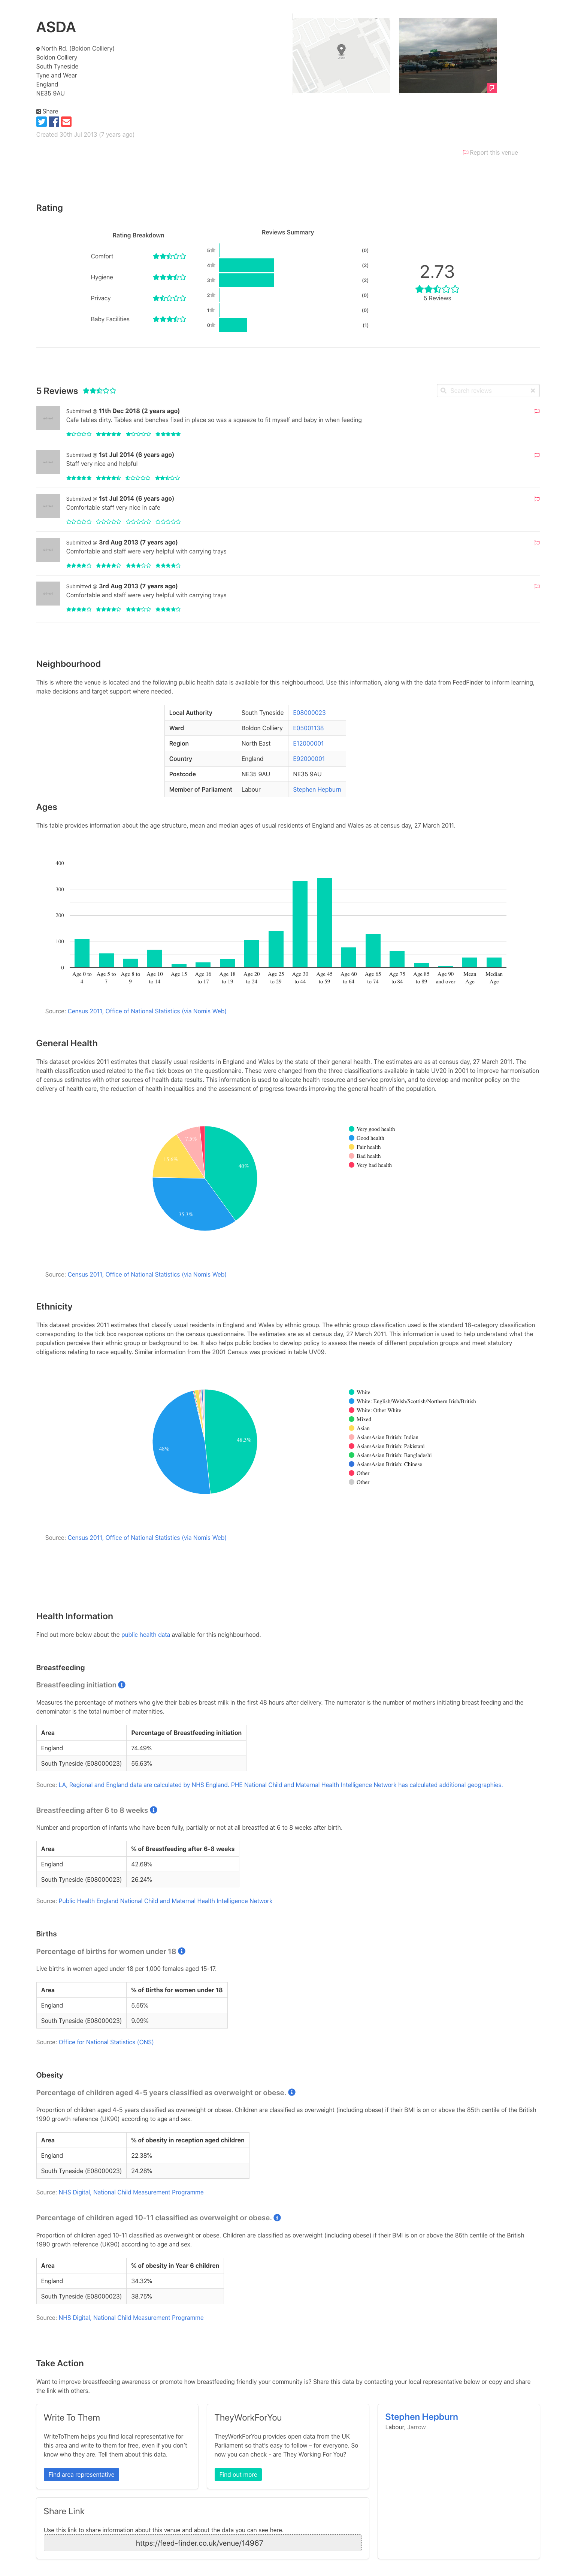 ASDA
North Rd. (Boldon Colliery)
Boldon Colliery
South Tyneside
Tyne and Wear
England
NE35 9AU
Share
Created 30th Jul 2013 (7 years ago)
Report this venue
Rating
Rating Breakdown
Comfort
Hygiene
Privacy
Baby Facilities
Reviews Summary
5☆ (0)
4☆ (2)
3☆ (2)
2☆ (0)
1☆ (0)
0☆ (1)
2.73
5 Reviews
5 Reviews
Search reviews
Submitted @ 11th Dec 2018 (2 years ago)
Cafe tables dirty. Tables and benches fixed in place so was a squeeze to fit myself and baby in when feeding
Submitted @ 1st Jul 2014 (6 years ago)
Staff very nice and helpful
Submitted @ 1st Jul 2014 (6 years ago)
Comfortable staff very nice in cafe
Submitted @ 3rd Aug 2013 (7 years ago)
Comfortable and staff were very helpful with carrying trays
Submitted @ 3rd Aug 2013 (7 years ago)
Comfortable and staff were very helpful with carrying trays
Neighbourhood
This is where the venue is located and the following public health data is available for this neighbourhood. Use this information, along with the data from FeedFinder to inform learning,
make decisions and target support where needed.
Local Authority South Tyneside E08000023
Ward Boldon Colliery E05001138
Region North East E12000001
Country England E92000001
Postcode NE35 9AU NE35 9AU
Member of Parliament Labour Stephen Hepburn
Ages
This table provides information about the age structure, mean and median ages of usual residents of England and Wales as at census day, 27 March 2011.
400
300
200
100
0
Age 0 to Age 5 to Age 8 to Age 10 Age 15 Age 16 Age 18 Age 20 Age 25 Age 30 Age 45 Age 60 Age 65 Age 75 Age 85 Age 90 Mean Median
4 7 9 to 14 to 17 to 19 to 24 to 29 to 44 to 59 to 64 to 74 to 84 to 89 and over Age Age
Source: Census 2011, Office of National Statistics (via Nomis Web)
General Health
This dataset provides 2011 estimates that classify usual residents in England and Wales by the state of their general health. The estimates are as at census day, 27 March 2011. The
health classification used related to the five tick boxes on the questionnaire. These were changed from the three classifications available in table UV20 in 2001 to improve harmonisation
of census estimates with other sources of health data results. This information is used to allocate health resource and service provision, and to develop and monitor policy on the
delivery of health care, the reduction of health inequalities and the assessment of progress towards improving the general health of the population.
40%
35.3%
Very good health
Good health
Fair health
Bad health
Very bad health
Source: Census 2011, Office of National Statistics (via Nomis Web)
Ethnicity
This dataset provides 2011 estimates that classify usual residents in England and Wales by ethnic group. The ethnic group classification used is the standard 18-category classification
corresponding to the tick box response options on the census questionnaire. The estimates are as at census day, 27 March 2011. This information is used to help understand what the
population perceive their ethnic group or background to be. It also helps public bodies to develop policy to assess the needs of different population groups and meet statutory
obligations relating to race equality. Similar information from the 2001 Census was provided in table UV09.
48.3%
48%
White
White: English/Welsh/Scottish/Northern Irish/British
White: Other White
Mixed
Asian
Asian/Asian British: Indian
Asian/Asian British: Pakistani
Asian/Asian British: Bangladeshi
Asian/Asian British: Chinese
Other
Other
Source: Census 2011, Office of National Statistics (via Nomis Web)
Health Information
Find out more below about the public health data available for this neighbourhood.
Breastfeeding
Breastfeeding initiation
Measures the percentage of mothers who give their babies breast milk in the first 48 hours after delivery. The numerator is the number of mothers initiating breast feeding and the
denominator is the total number of maternities.
Area Percentage of Breastfeeding initiation
England 74.49%
South Tyneside (E08000023) 55.63%
Source: LA, Regional and England data are calculated by NHS England. PHE National Child and Maternal Health Intelligence Network has calculated additional geographies.
Breastfeeding after 6 to 8 weeks
Number and proportion of infants who have been fully, partially or not at all breastfed at 6 to 8 weeks after birth.
Area % of Breastfeeding after 6-8 weeks
England 42.69%
South Tyneside (E08000023) 26.24%
Source: Public Health England National Child and Maternal Health Intelligence Network
Births
Percentage of births for women under 18
Live births in women aged under 18 per 1,000 females aged 15-17.
Area % of Births for women under 18
England 5.55%
South Tyneside (E08000023) 9.09%
Source: Office for National Statistics (ONS)
Obesity
Percentage of children aged 4-5 years classified as overweight or obese.
Proportion of children aged 4-5 years classified as overweight or obese. Children are classified as overweight (including obese) if their BMI is on or above the 85th centile of the British
1990 growth reference (UK90) according to age and sex.
Area % of obesity in reception aged children
England 22.38%
South Tyneside (E08000023) 24.28%
Source: NHS Digital, National Child Measurement Programme
Percentage of children aged 10-11 classified as overweight or obese.
Proportion of children aged 10-11 classified as overweight or obese. Children are classified as overweight (including obese) if their BMI is on or above the 85th centile of the British
1990 growth reference (UK90) according to age and sex.
Area % of obesity in Year 6 children
England 34.32%
South Tyneside (E08000023) 38.75%
Source: NHS Digital, National Child Measurement Programme
Take Action
Want to improve breastfeeding awareness or promote how breastfeeding friendly your community is? Share this data by contacting your local representative below or copy and share
the link with others.
Write To Them
WriteToThem helps you find local representative for
this area and write to them for free, even if you don't
know who they are. Tell them about this data.
Find area representative
TheyWorkForYou
TheyWorkForYou provides open data from the UK
Parliament so that's easy to follow – for everyone. So
now you can check - are They Working For You?
Find out more
Stephen Hepburn
Labour, Jarrow
Share Link
Use this link to share information about this venue and about the data you can see here.
https://feed-finder.co.uk/venue/14967